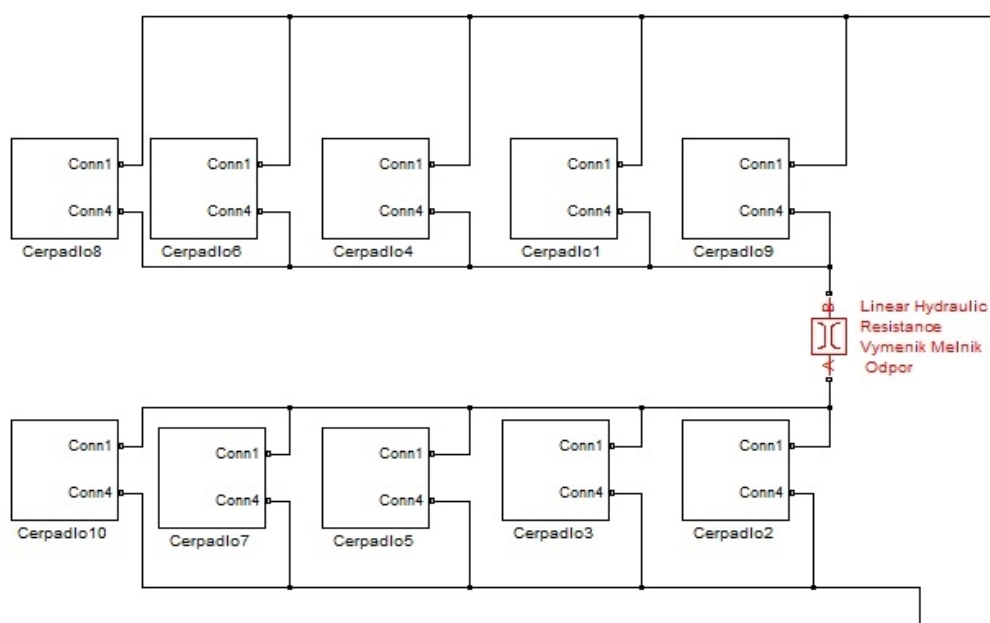 Conn1
Conn4
Cerpadlo8
Conn1
Conn4
Cerpadlo6
Conn1
Conn4
Cerpadlo4
Conn1
Conn4
Cerpadlo1
Conn1
Conn4
Cerpadlo9
B
A
Linear Hydraulic
Resistance
Vymenik Melnik
Odpor
Conn1
Conn4
Cerpadlo10
Conn1
Conn4
Cerpadlo7
Conn1
Conn4
Cerpadlo5
Conn1
Conn4
Cerpadlo3
Conn1
Conn4
Cerpadlo2